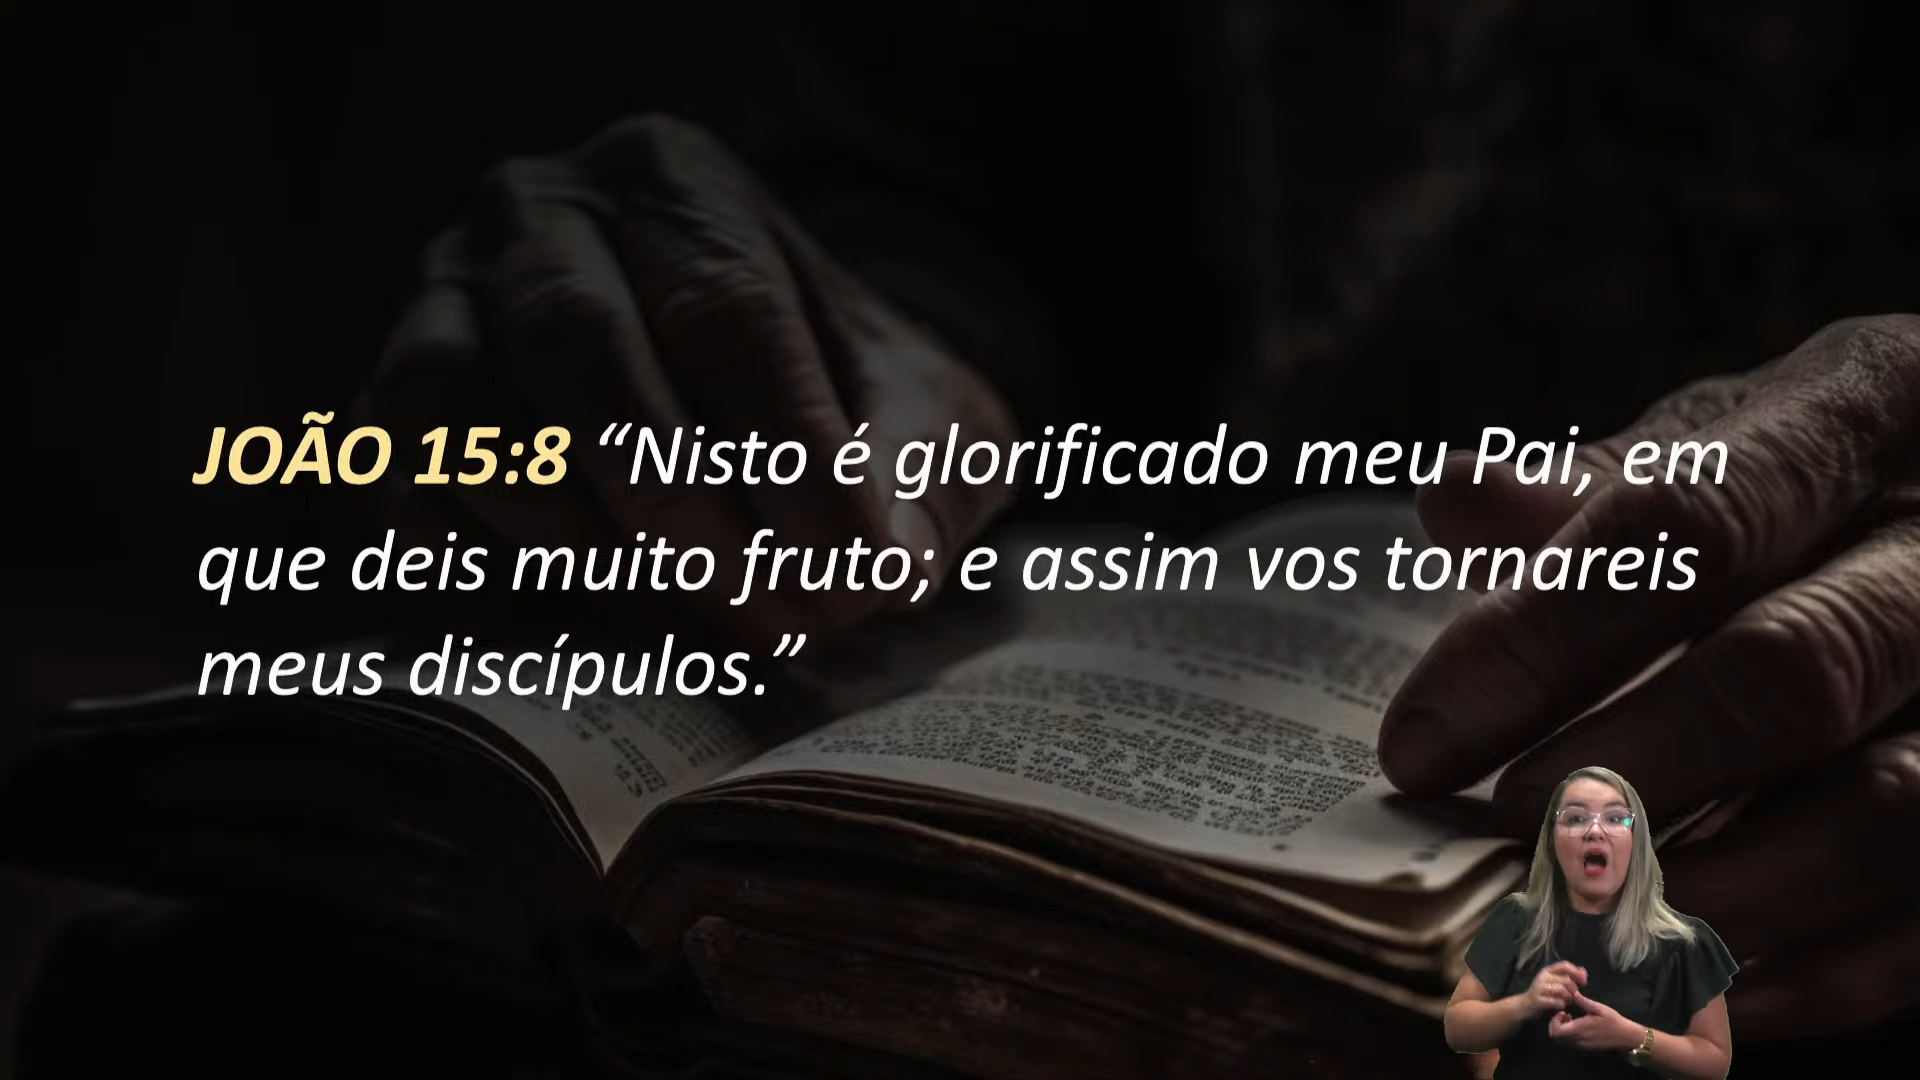 JOÃO 15:8 “Nisto é glorificado meu Pai, em
que deis muito fruto; e assim vos tornareis
meus discípulos.”